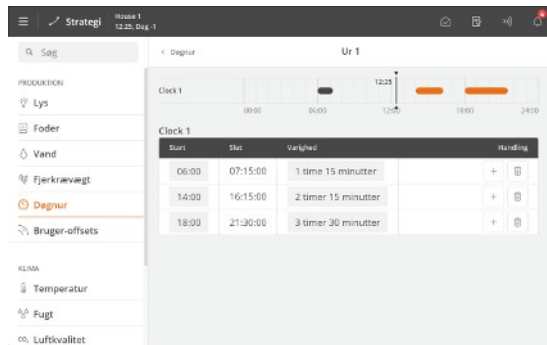 Strategi
House 1
12:25, Dag -1
Søg
PRODUKTION
Lys
Foder
Vand
Fjerkrævægt
Døgnur
Bruger-offsets
KLIMA
Temperatur
Fugt
CO₂ Luftkvalitet
< Døgnur
Ur 1
Clock 1
12:25
00:00 06:00 12:00 18:00 24:00
Clock 1
Start Slut Varighed Handling
06:00 07:15:00 1 time 15 minutter +
14:00 16:15:00 2 timer 15 minutter +
18:00 21:30:00 3 timer 30 minutter +